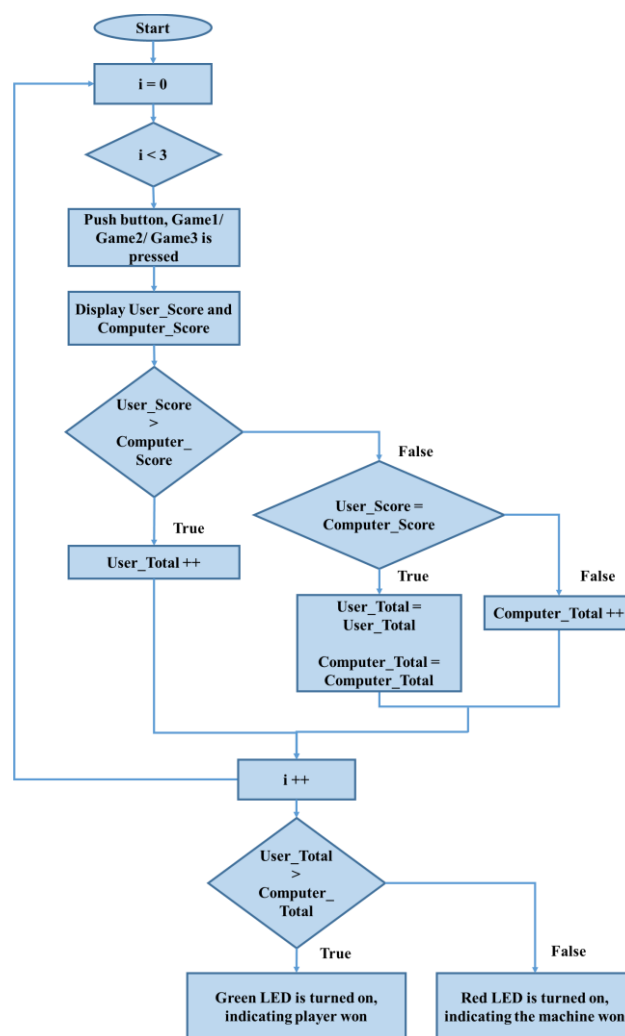 Start
i = 0
i < 3
Push button, Game1/
Game2/ Game3 is
pressed
Display User_Score and
Computer_Score
User_Score
>
Computer_
Score
False
True
User_Score =
Computer_Score
User_Total ++
True
False
User_Total =
User_Total
Computer_Total =
Computer_Total
Computer_Total ++
i ++
User_Total
>
Computer_
Total
True
False
Green LED is turned on,
indicating player won
Red LED is turned on,
indicating the machine won